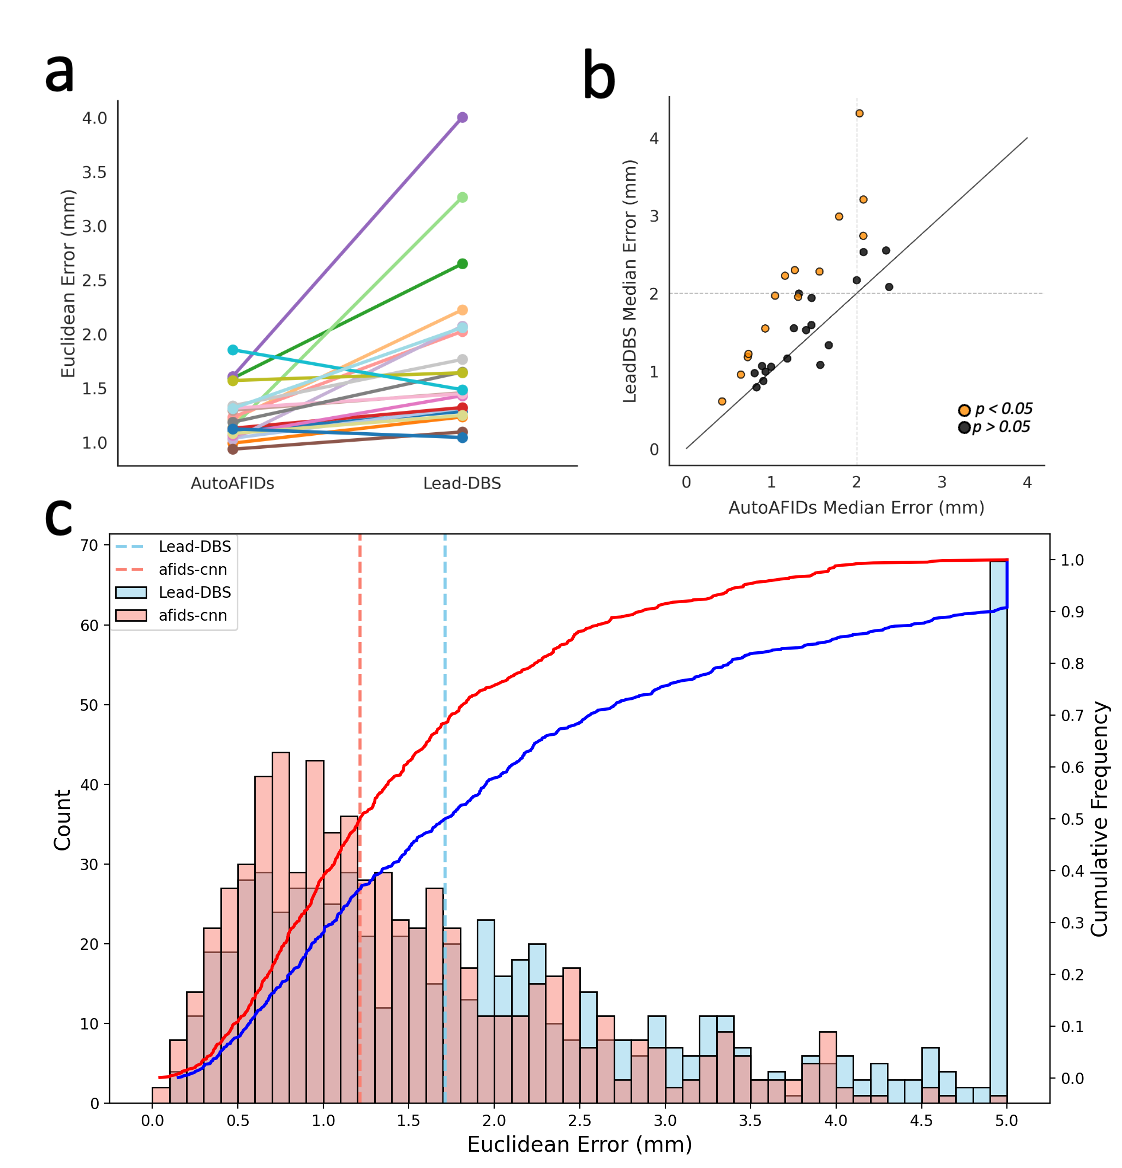 a
4.0
3.5
3.0
2.5
2.0
1.5
1.0
Euclidean Error (mm)
AutoAFIDs
Lead-DBS
b
4
3
2
1
0
LeadDBS Median Error (mm)
p < 0.05
p > 0.05
0 1 2 3 4
AutoAFIDs Median Error (mm)
c
Lead-DBS
afids-cnn
Lead-DBS
afids-cnn
70
60
50
40
30
20
10
0
Count
1.0
0.9
0.8
0.7
0.6
0.5
0.4
0.3
0.2
0.1
0.0
Cumulative Frequency
0.0 0.5 1.0 1.5 2.0 2.5 3.0 3.5 4.0 4.5 5.0
Euclidean Error (mm)